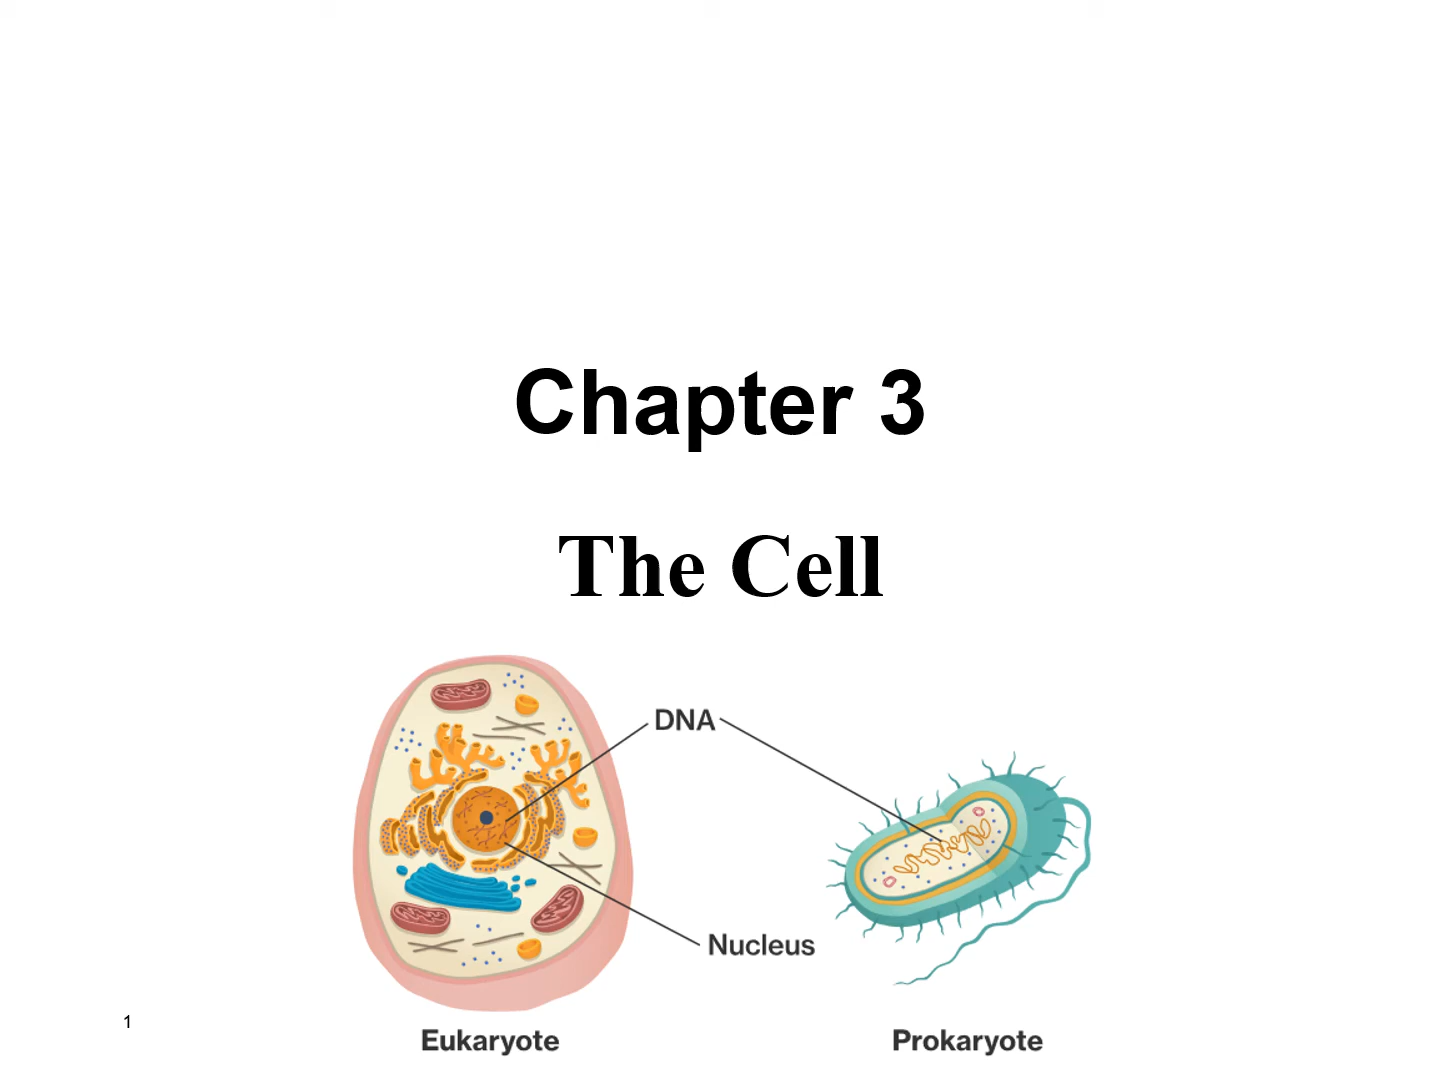 Chapter 3
The Cell
DNA
Nucleus
1
Eukaryote
Prokaryote